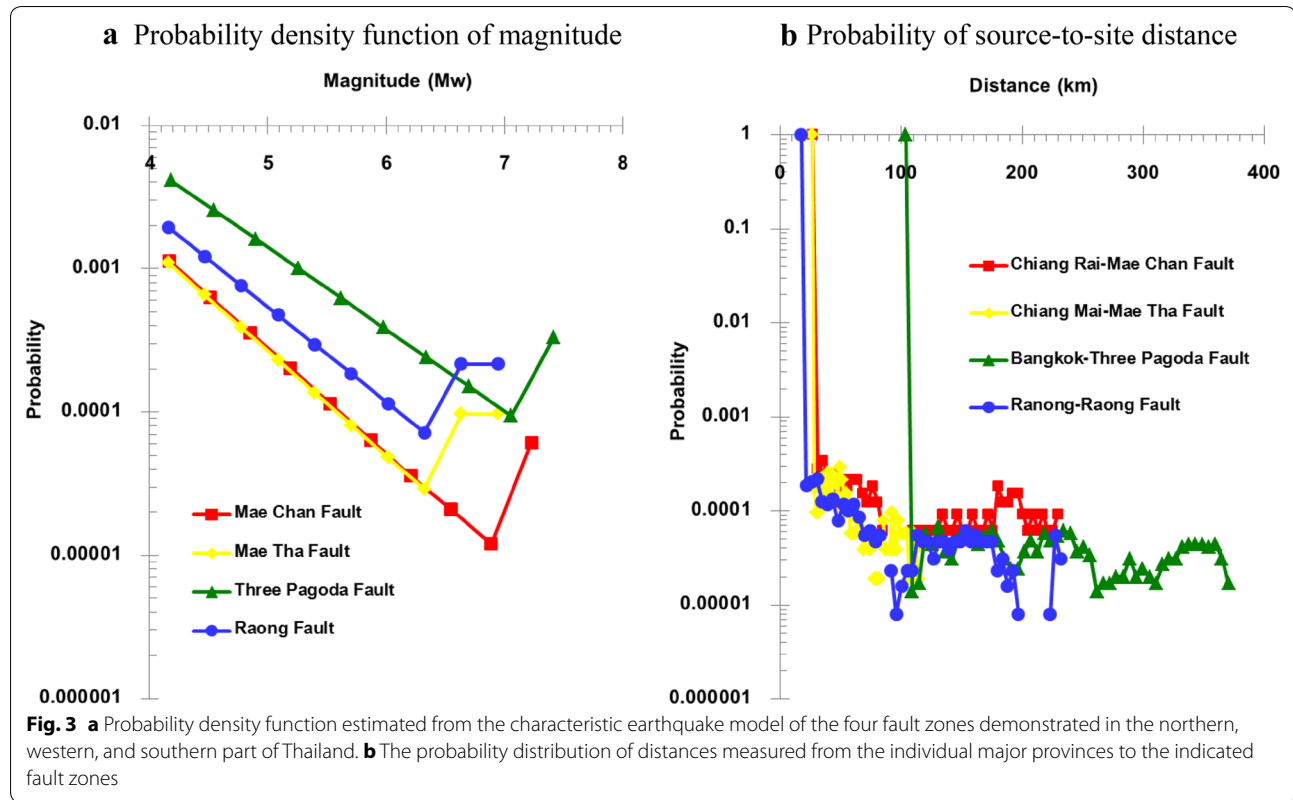 a Probability density function of magnitude
Magnitude (Mw)
0.01
4 5 6 7 8
0.001
0.0001
0.00001
0.000001
Probability
Mae Chan Fault
Mae Tha Fault
Three Pagoda Fault
Raong Fault
b Probability of source-to-site distance
Distance (km)
1
0 100 200 300 400
0.1
0.01
0.001
0.0001
0.00001
0.000001
Probability
Chiang Rai-Mae Chan Fault
Chiang Mai-Mae Tha Fault
Bangkok-Three Pagoda Fault
Ranong-Raong Fault
Fig. 3 a Probability density function estimated from the characteristic earthquake model of the four fault zones demonstrated in the northern,
western, and southern part of Thailand. b The probability distribution of distances measured from the individual major provinces to the indicated
fault zones